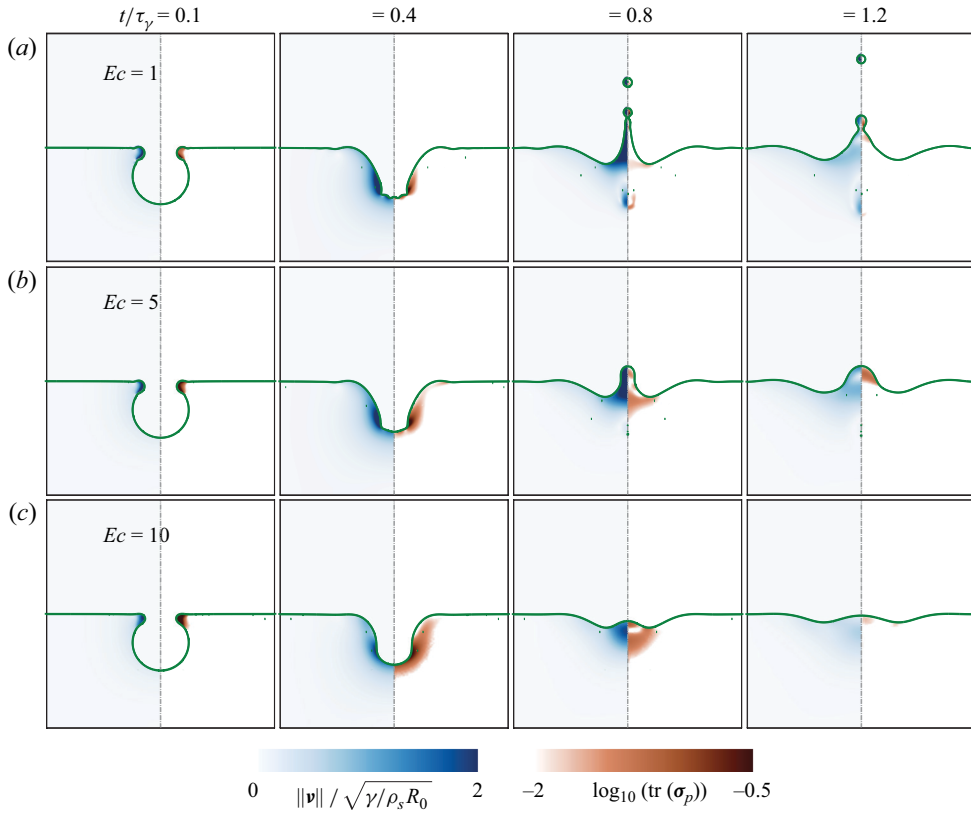 t/τγ = 0.1 = 0.4 = 0.8 = 1.2
(a)
Ec = 1
(b)
Ec = 5
(c)
Ec = 10
0 ||v|| / √γ/ρsR0 2 −2 log10 (tr (σp)) −0.5